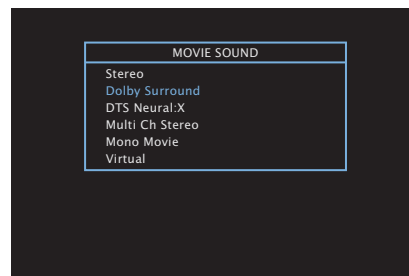 MOVIE SOUND
Stereo
Dolby Surround
DTS Neural:X
Multi Ch Stereo
Mono Movie
Virtual